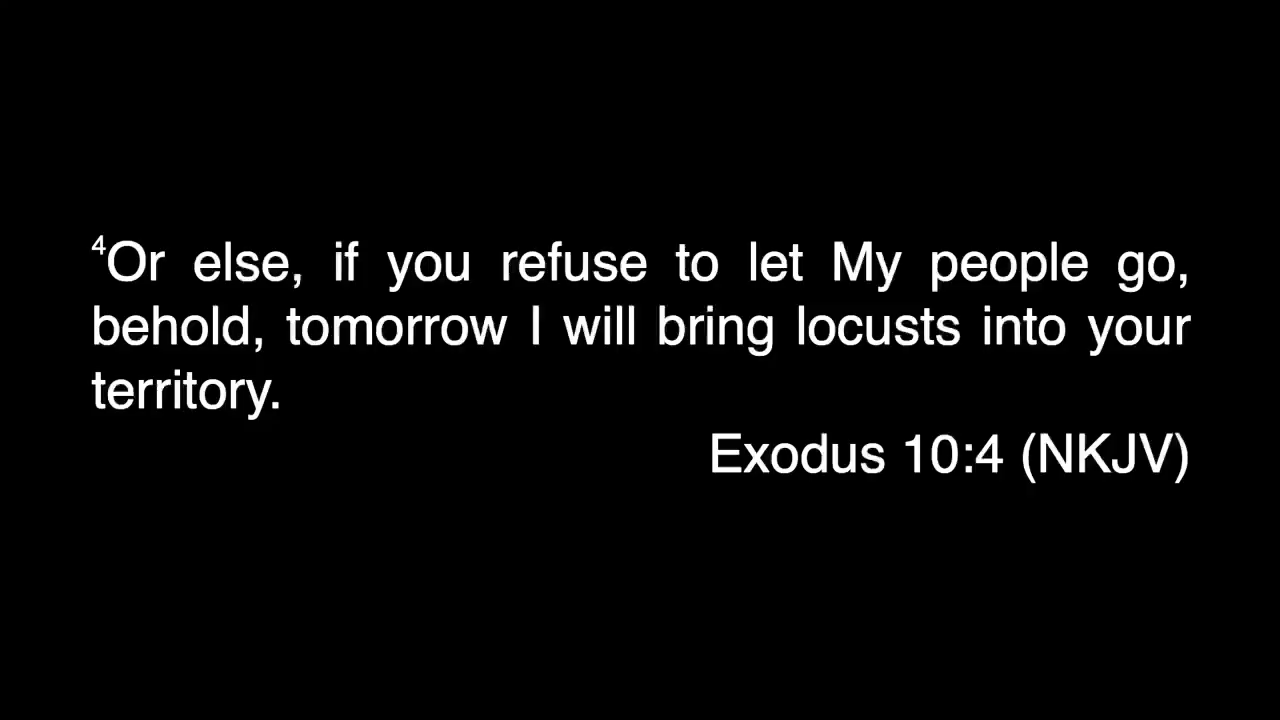 ⁴Or else, if you refuse to let My people go,
behold, tomorrow I will bring locusts into your
territory.
Exodus 10:4 (NKJV)